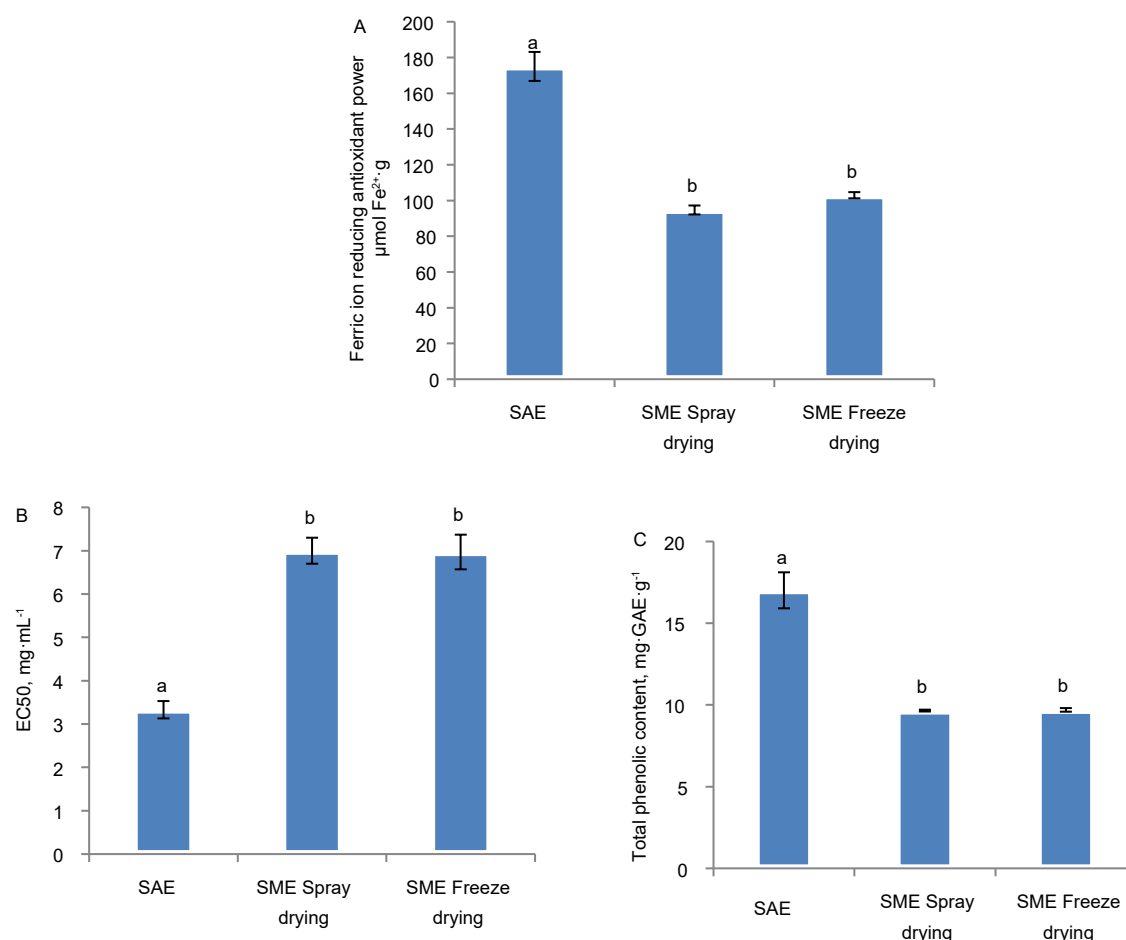 A
Ferric ion reducing antioxidant power
µmol Fe²⁺·g
200
180
160
140
120
100
80
60
40
20
0
a
b
b
SAE
SME Spray
drying
SME Freeze
drying
B
EC50, mg·mL⁻¹
8
7
6
5
4
3
2
1
0
a
b
b
SAE
SME Spray
drying
SME Freeze
drying
C
Total phenolic content, mg·GAE·g⁻¹
20
15
10
5
0
a
b
b
SAE
SME Spray
drying
SME Freeze
drying